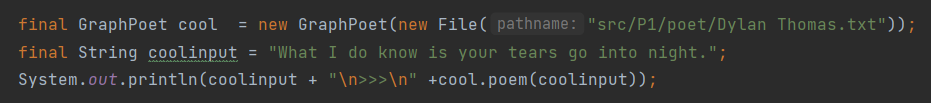 final GraphPoet cool  = new GraphPoet(new File( pathname: "src/P1/poet/Dylan Thomas.txt"));
final String coolinput = "What I do know is your tears go into night.";
System.out.println(coolinput + "\n>>>\n" +cool.poem(coolinput));